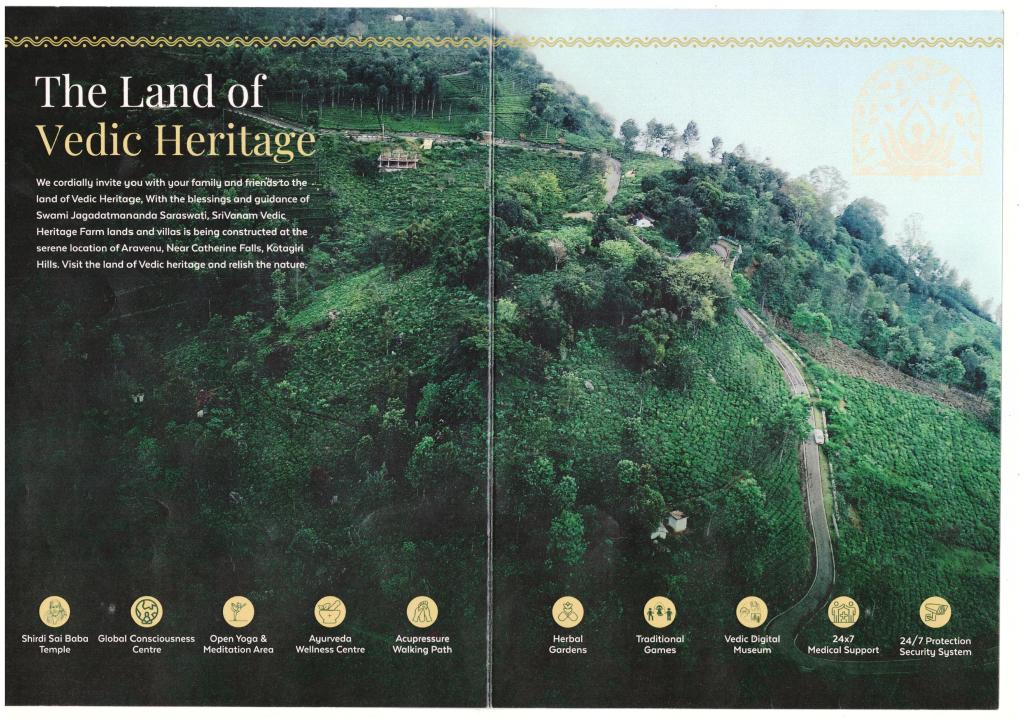 The Land of
Vedic Heritage
We cordially invite you with your family and friends to the
land of Vedic Heritage, With the blessings and guidance of
Swami Jagadatmananda Saraswati, SriVanam Vedic
Heritage Farm lands and villas is being constructed at the
serene location of Aravenu, Near Catherine Falls, Kotagiri
Hills. Visit the land of Vedic heritage and relish the nature.
Shirdi Sai Baba
Temple
Global Consciousness
Centre
Open Yoga &
Meditation Area
Ayurveda
Wellness Centre
Acupressure
Walking Path
Herbal
Gardens
Traditional
Games
Vedic Digital
Museum
24x7
Medical Support
24/7 Protection
Security System